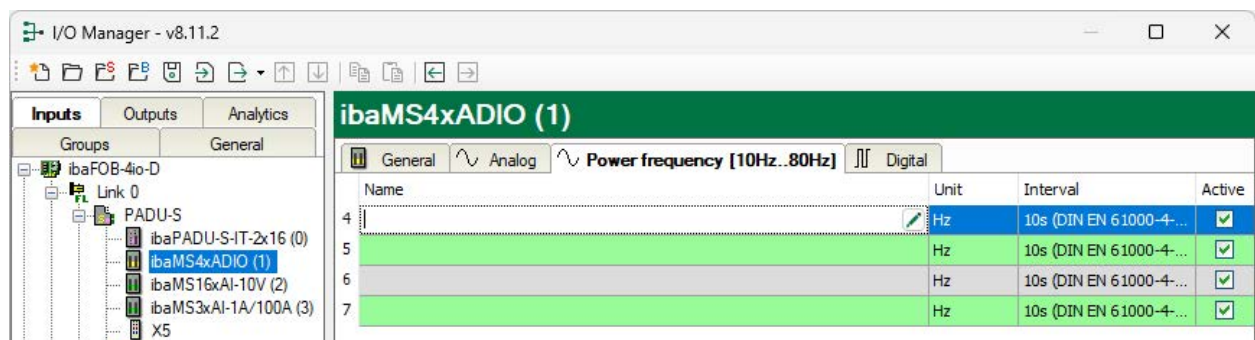 I/O Manager - v8.11.2
Inputs Outputs Analytics
Groups General
ibaFOB-4io-D
Link 0
PADU-S
ibaPADU-S-IT-2x16 (0)
ibaMS4xADIO (1)
ibaMS16xAI-10V (2)
ibaMS3xAI-1A/100A (3)
X5
ibaMS4xADIO (1)
General Analog Power frequency [10Hz..80Hz] Digital
Name Unit Interval Active
4 Hz 10s (DIN EN 61000-4-...
5 Hz 10s (DIN EN 61000-4-...
6 Hz 10s (DIN EN 61000-4-...
7 Hz 10s (DIN EN 61000-4-...